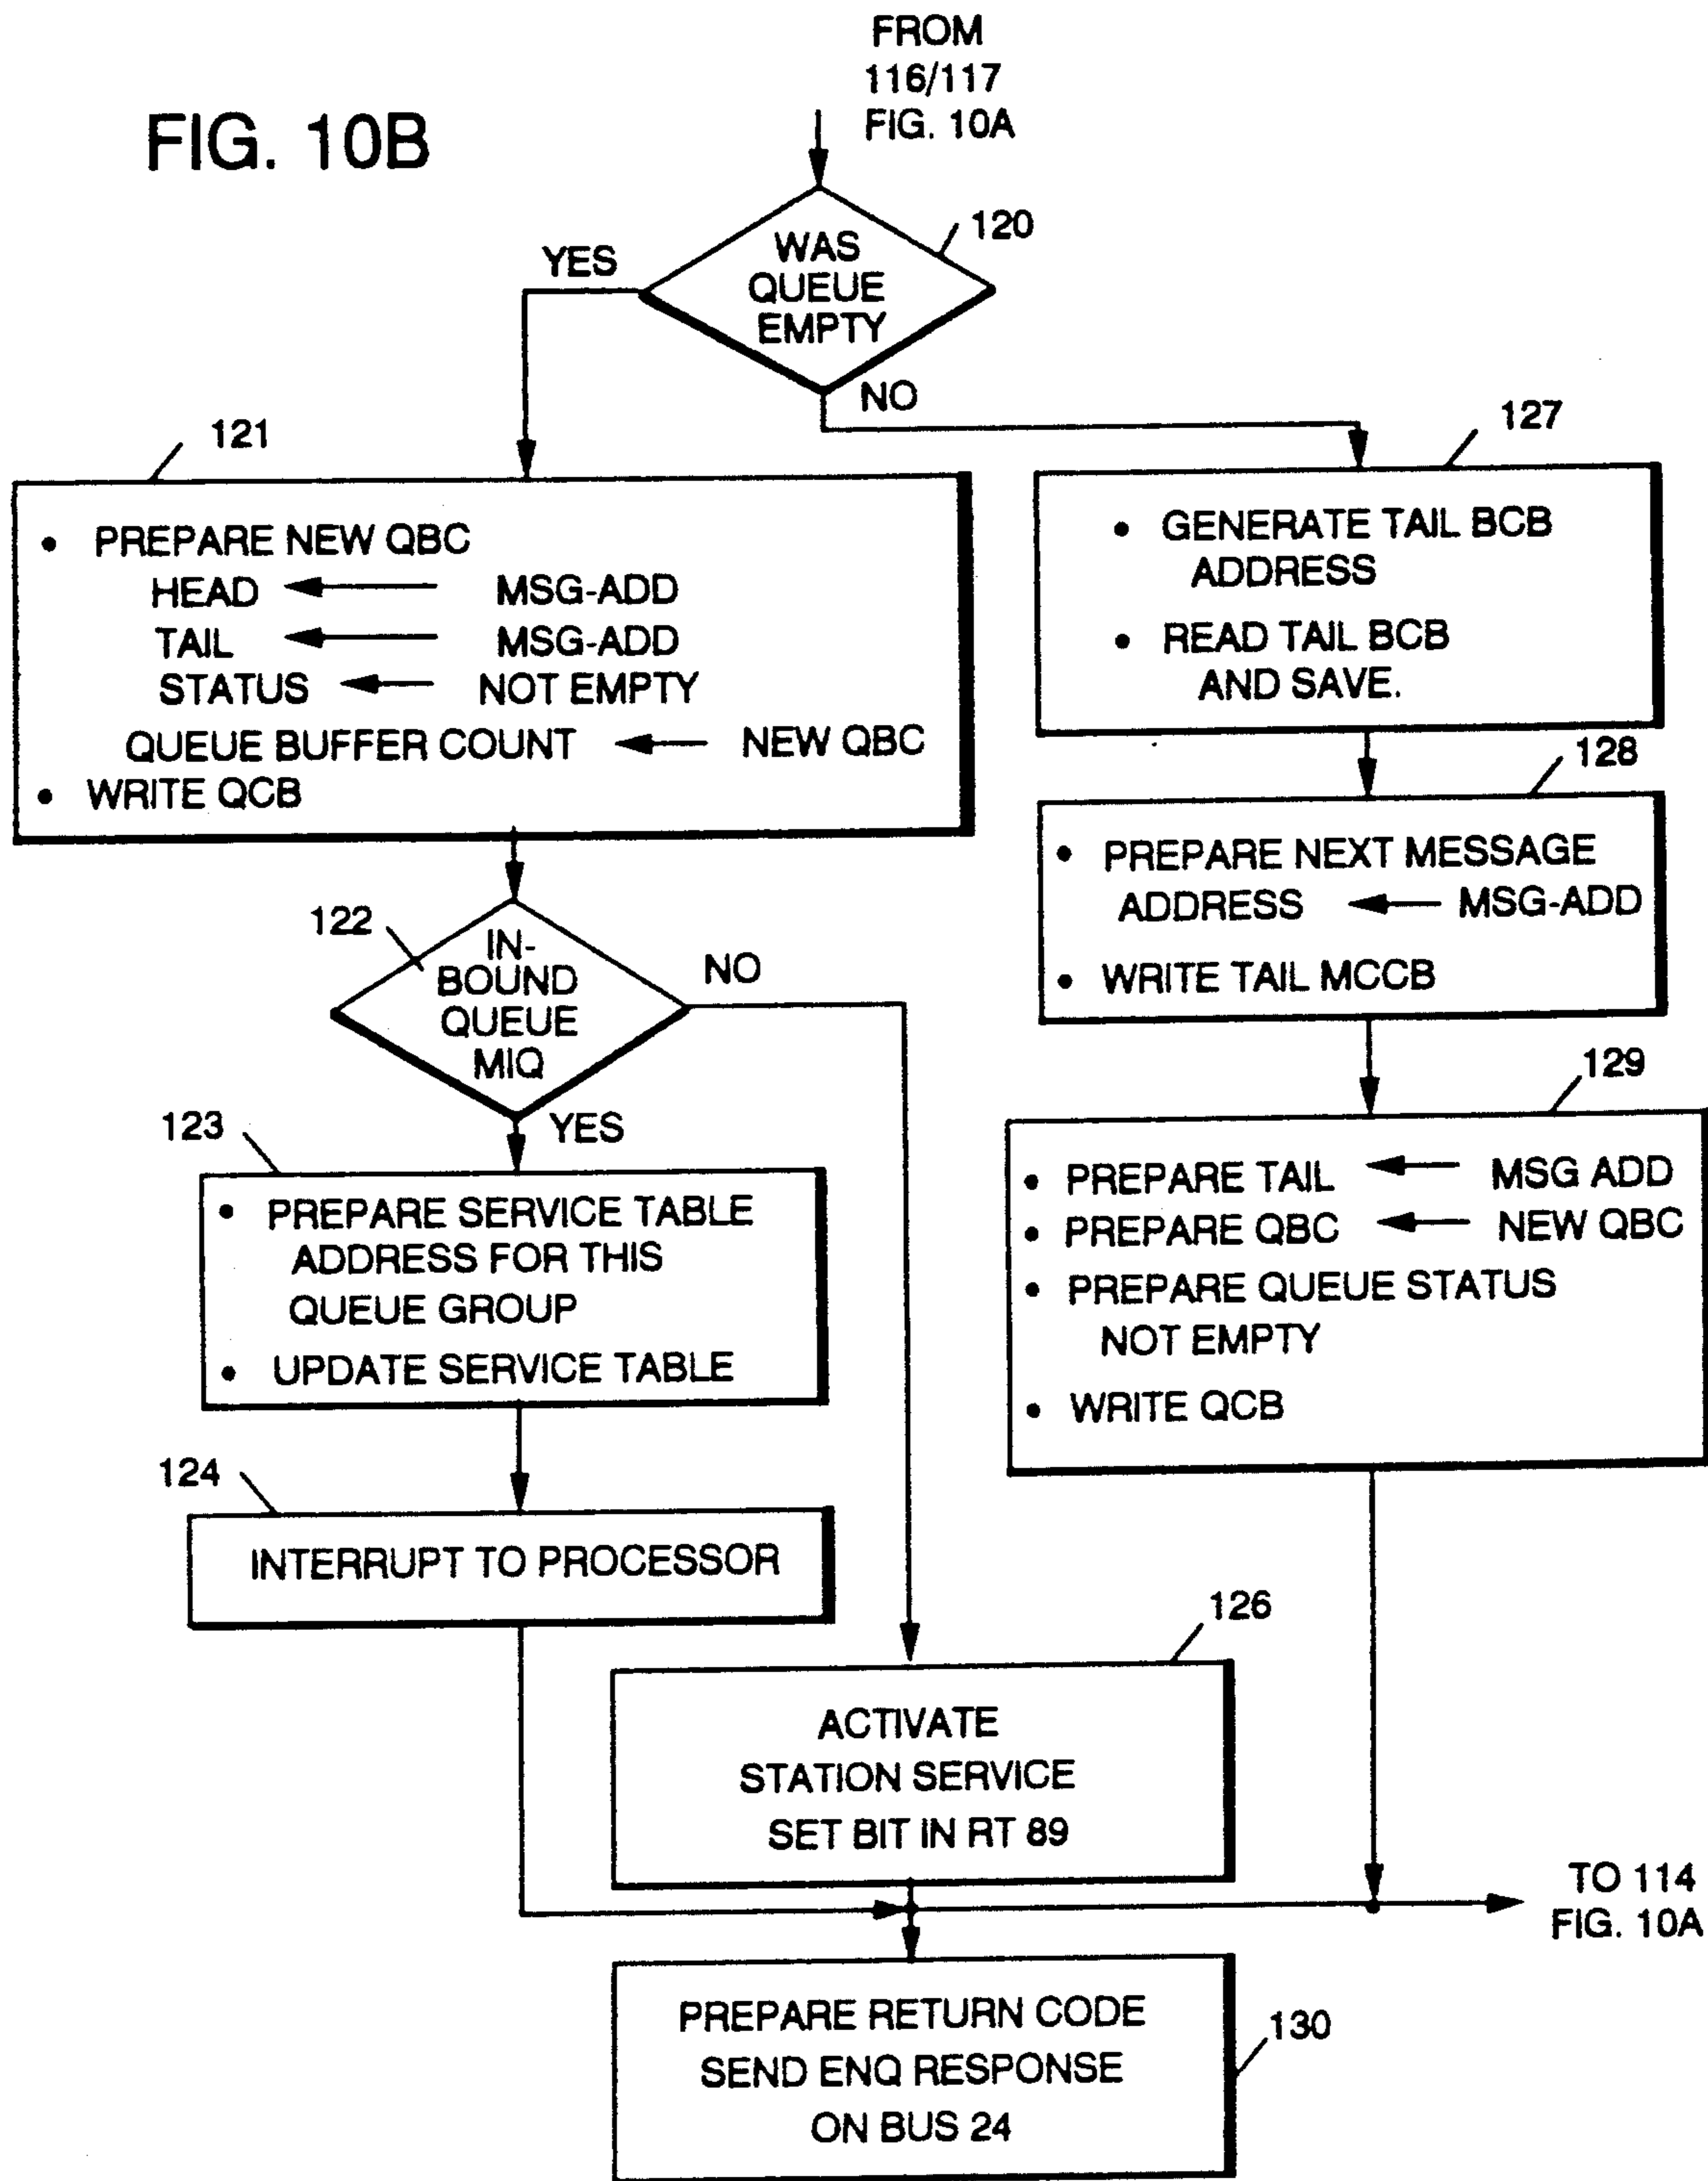 FROM
116/117
FIG. 10A
FIG. 10B
120
WAS
QUEUE
EMPTY
YES
NO
121
• PREPARE NEW QBC
HEAD ← MSG-ADD
TAIL ← MSG-ADD
STATUS ← NOT EMPTY
QUEUE BUFFER COUNT ← NEW QBC
• WRITE QCB
127
• GENERATE TAIL BCB
ADDRESS
• READ TAIL BCB
AND SAVE.
128
• PREPARE NEXT MESSAGE
ADDRESS ← MSG-ADD
• WRITE TAIL MCCB
122
IN-
BOUND
QUEUE
MIQ
NO
YES
123
• PREPARE SERVICE TABLE
ADDRESS FOR THIS
QUEUE GROUP
• UPDATE SERVICE TABLE
129
• PREPARE TAIL ← MSG ADD
• PREPARE QBC ← NEW QBC
• PREPARE QUEUE STATUS
NOT EMPTY
• WRITE QCB
124
INTERRUPT TO PROCESSOR
126
ACTIVATE
STATION SERVICE
SET BIT IN RT 89
TO 114
FIG. 10A
PREPARE RETURN CODE
SEND ENQ RESPONSE
ON BUS 24
130